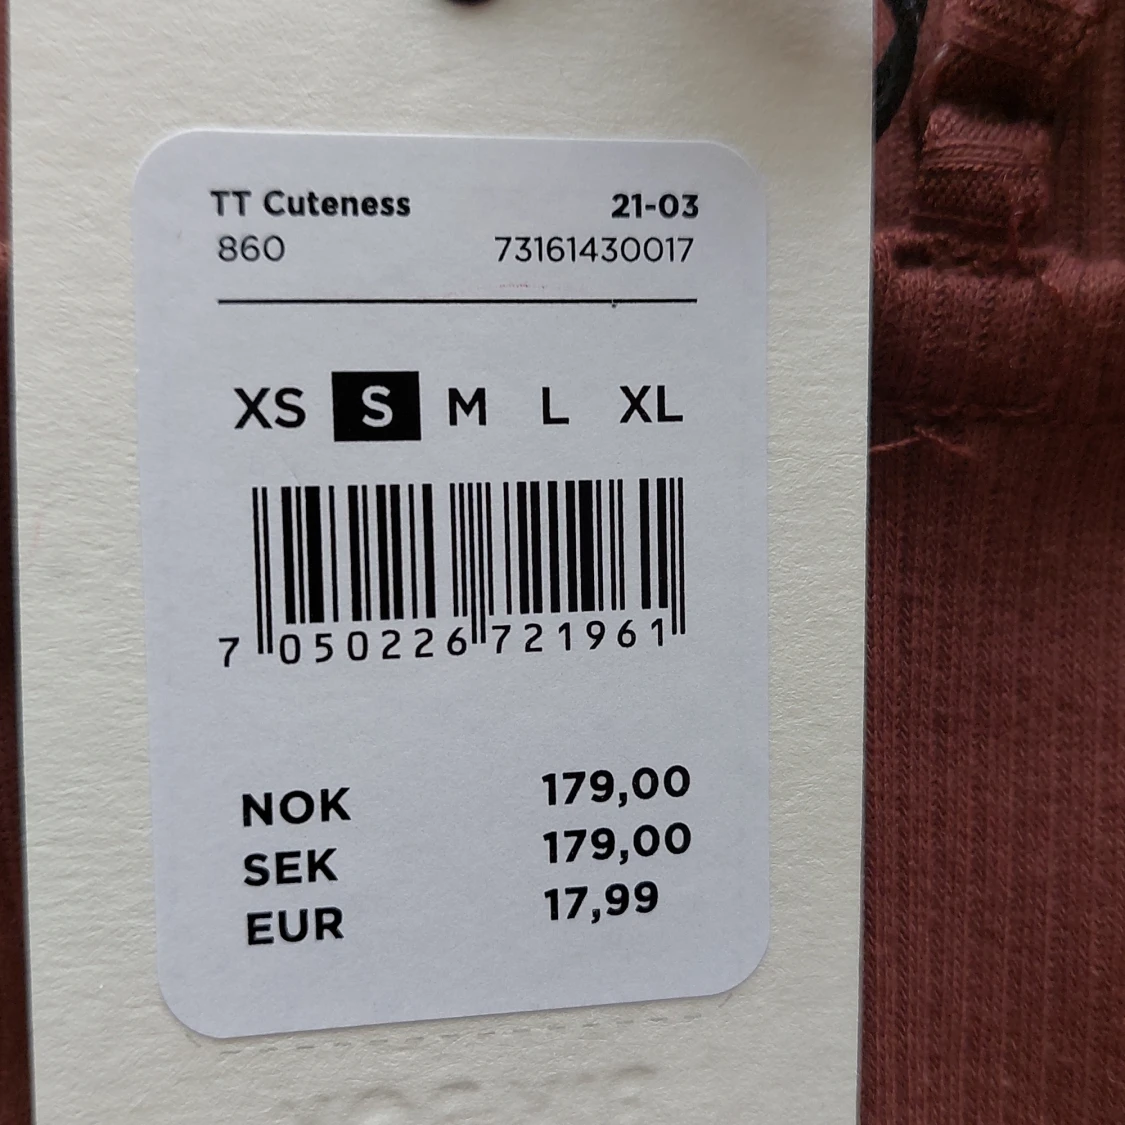 TT Cuteness 21-03
860 73161430017
XS S M L XL
7 050226 721961
NOK 179,00
SEK 179,00
EUR 17,99